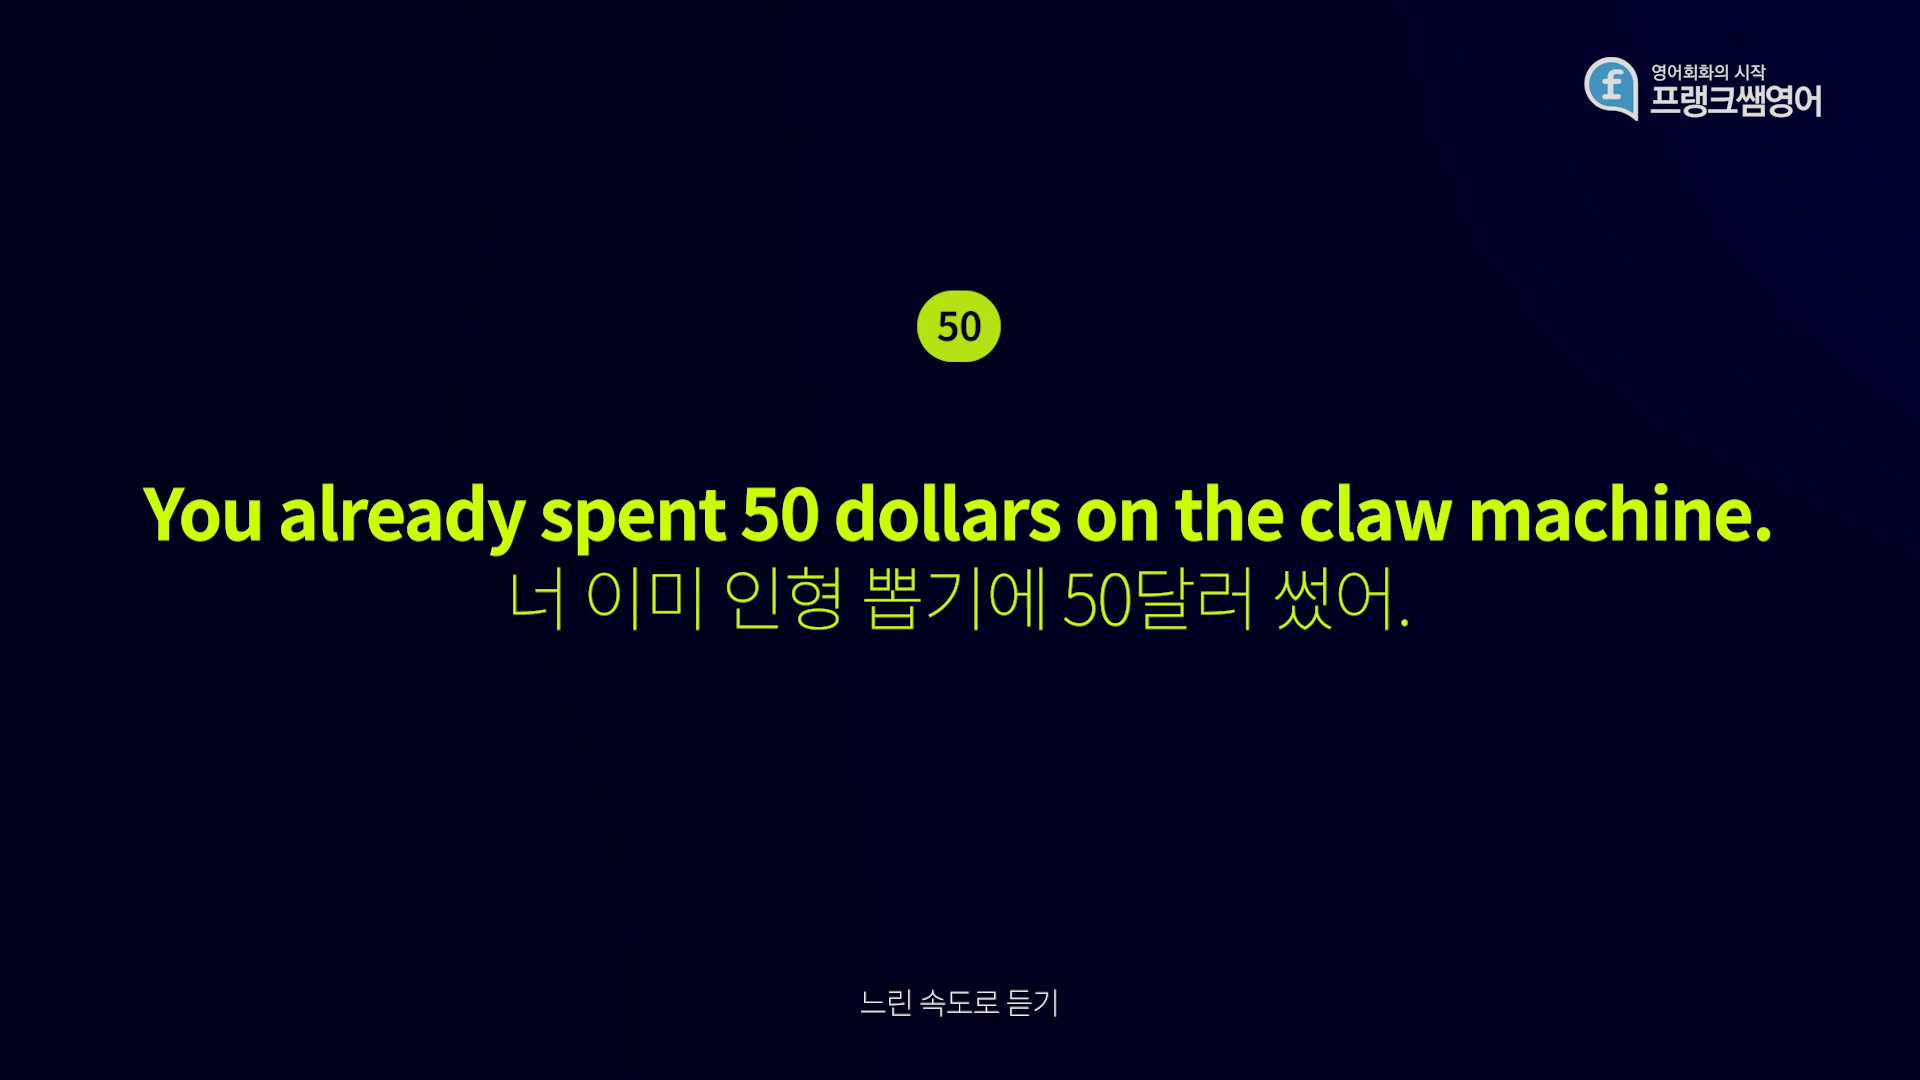 영어회화의 시작
프랭크쌤영어
50
You already spent 50 dollars on the claw machine.
너 이미 인형 뽑기에 50달러 썼어.
느린 속도로 듣기